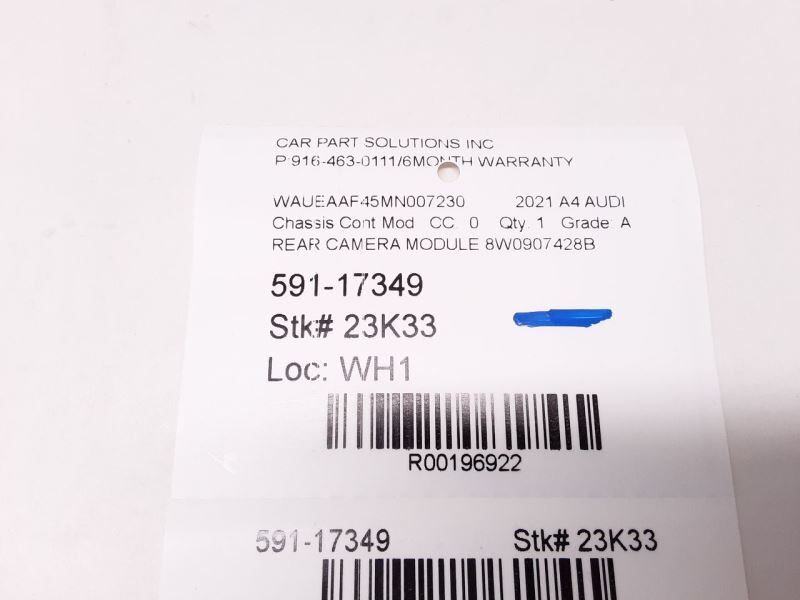 CAR PART SOLUTIONS INC
P:916-463-0111/6MONTH WARRANTY
WAUEAAF45MN007230 2021 A4 AUDI
Chassis Cont Mod CC: 0 Qty: 1 Grade: A
REAR CAMERA MODULE 8W0907428B
591-17349
Stk# 23K33
Loc: WH1
R00196922
591-17349 Stk# 23K33